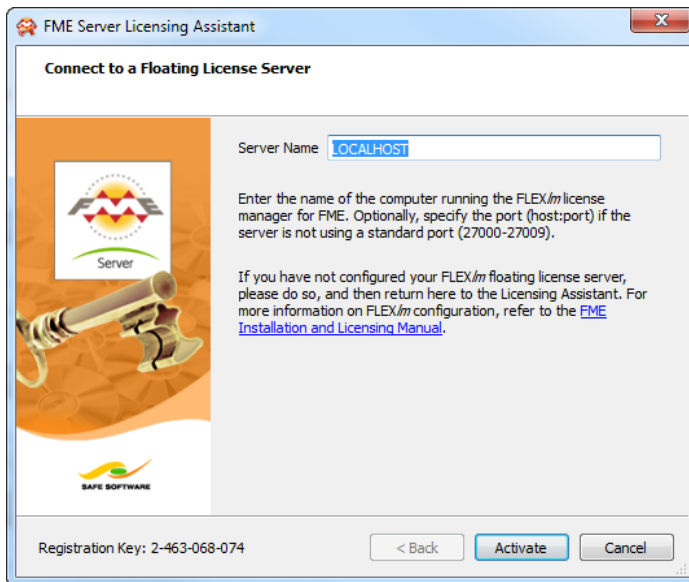 FME Server Licensing Assistant
Connect to a Floating License Server
Server Name LOCALHOST
Enter the name of the computer running the FLEXlm license
manager for FME. Optionally, specify the port (host:port) if the
server is not using a standard port (27000-27009).
If you have not configured your FLEXlm floating license server,
please do so, and then return here to the Licensing Assistant. For
more information on FLEXlm configuration, refer to the FME
Installation and Licensing Manual.
FME
Server
SAFE SOFTWARE
Registration Key: 2-463-068-074
< Back
Activate
Cancel